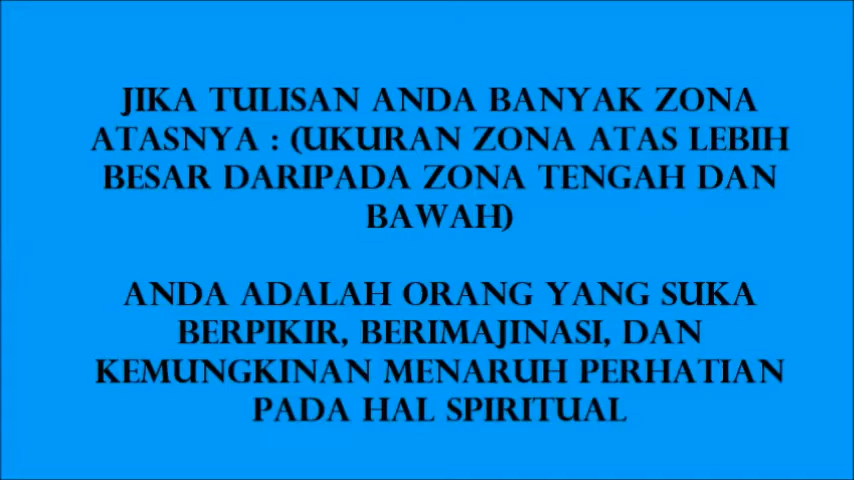 JIKA TULISAN ANDA BANYAK ZONA
ATASNYA : (UKURAN ZONA ATAS LEBIH
BESAR DARIPADA ZONA TENGAH DAN
BAWAH)
ANDA ADALAH ORANG YANG SUKA
BERPIKIR, BERIMAJINASI, DAN
KEMUNGKINAN MENARUH PERHATIAN
PADA HAL SPIRITUAL